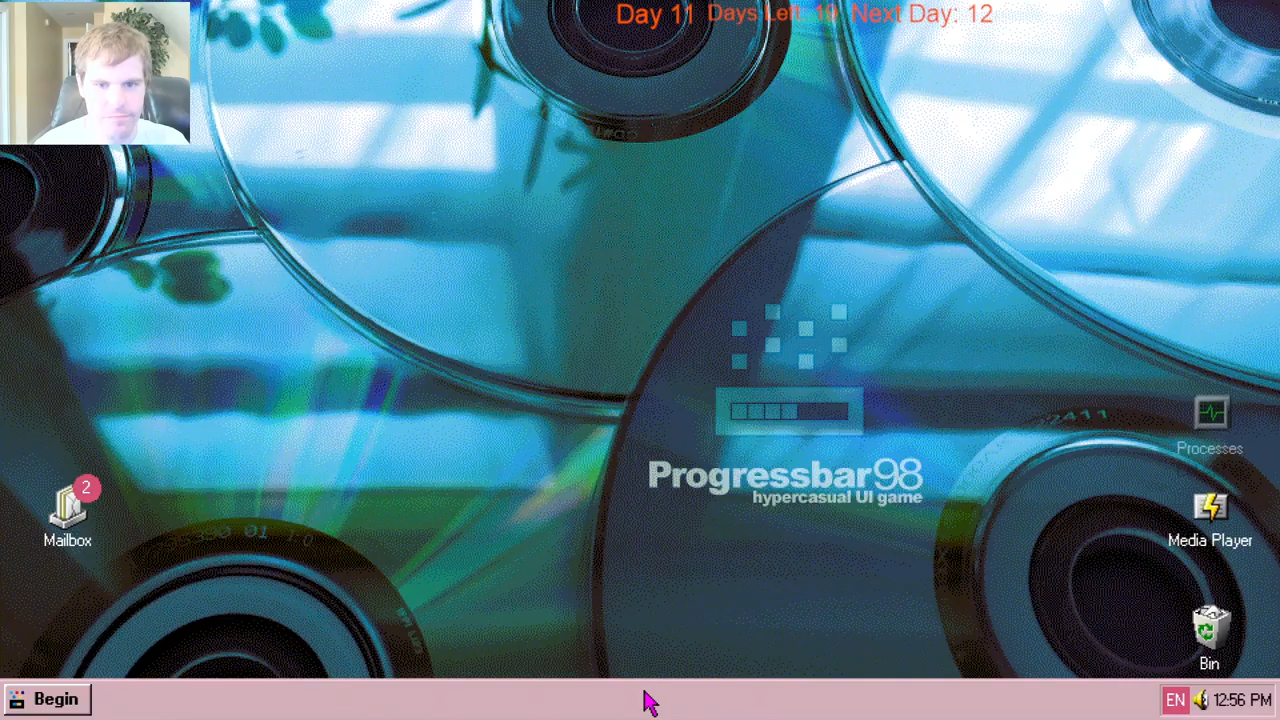 Day 11 Days Left: 19 Next Day: 12
22411
Processes
Progressbar98
hypercasual UI game
2
Mailbox
Media Player
Bin
Begin
EN 12:56 PM